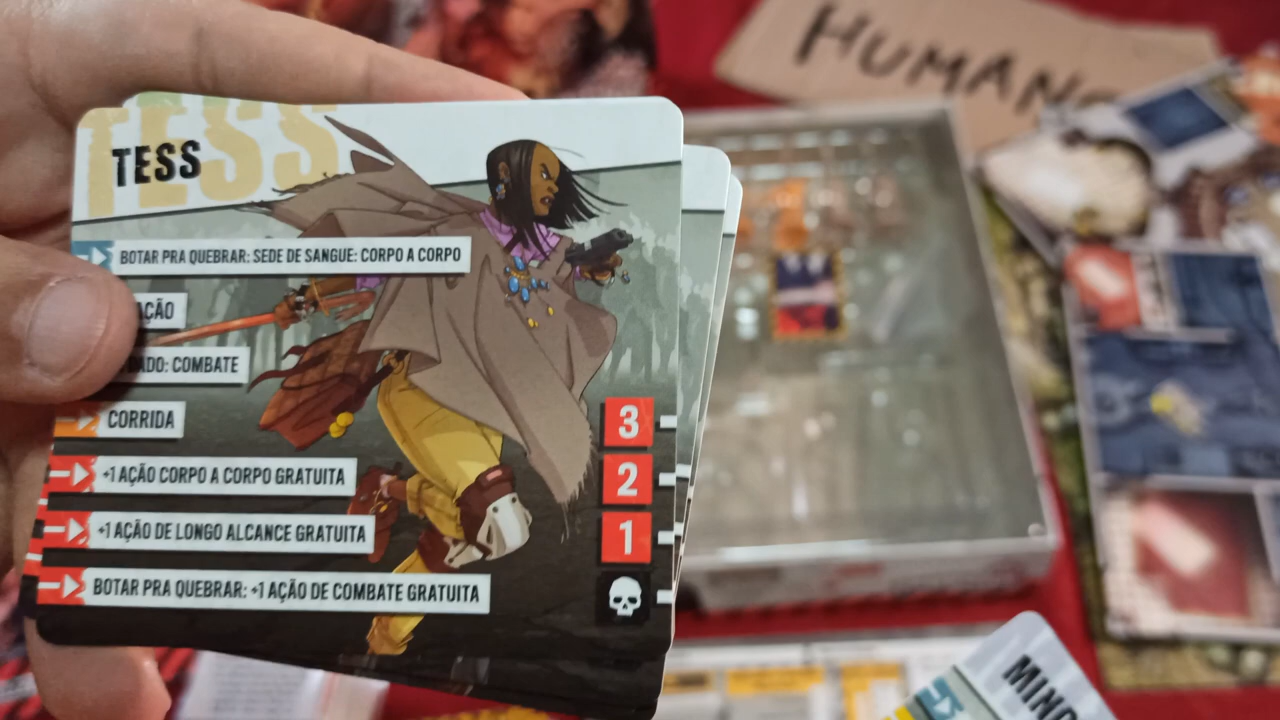 HUMANO
TESS
TESS
BOTAR PRA QUEBRAR: SEDE DE SANGUE: CORPO A CORPO
AÇÃO
DADO: COMBATE
CORRIDA
+1 AÇÃO CORPO A CORPO GRATUITA
+1 AÇÃO DE LONGO ALCANCE GRATUITA
BOTAR PRA QUEBRAR: +1 AÇÃO DE COMBATE GRATUITA
3
2
1